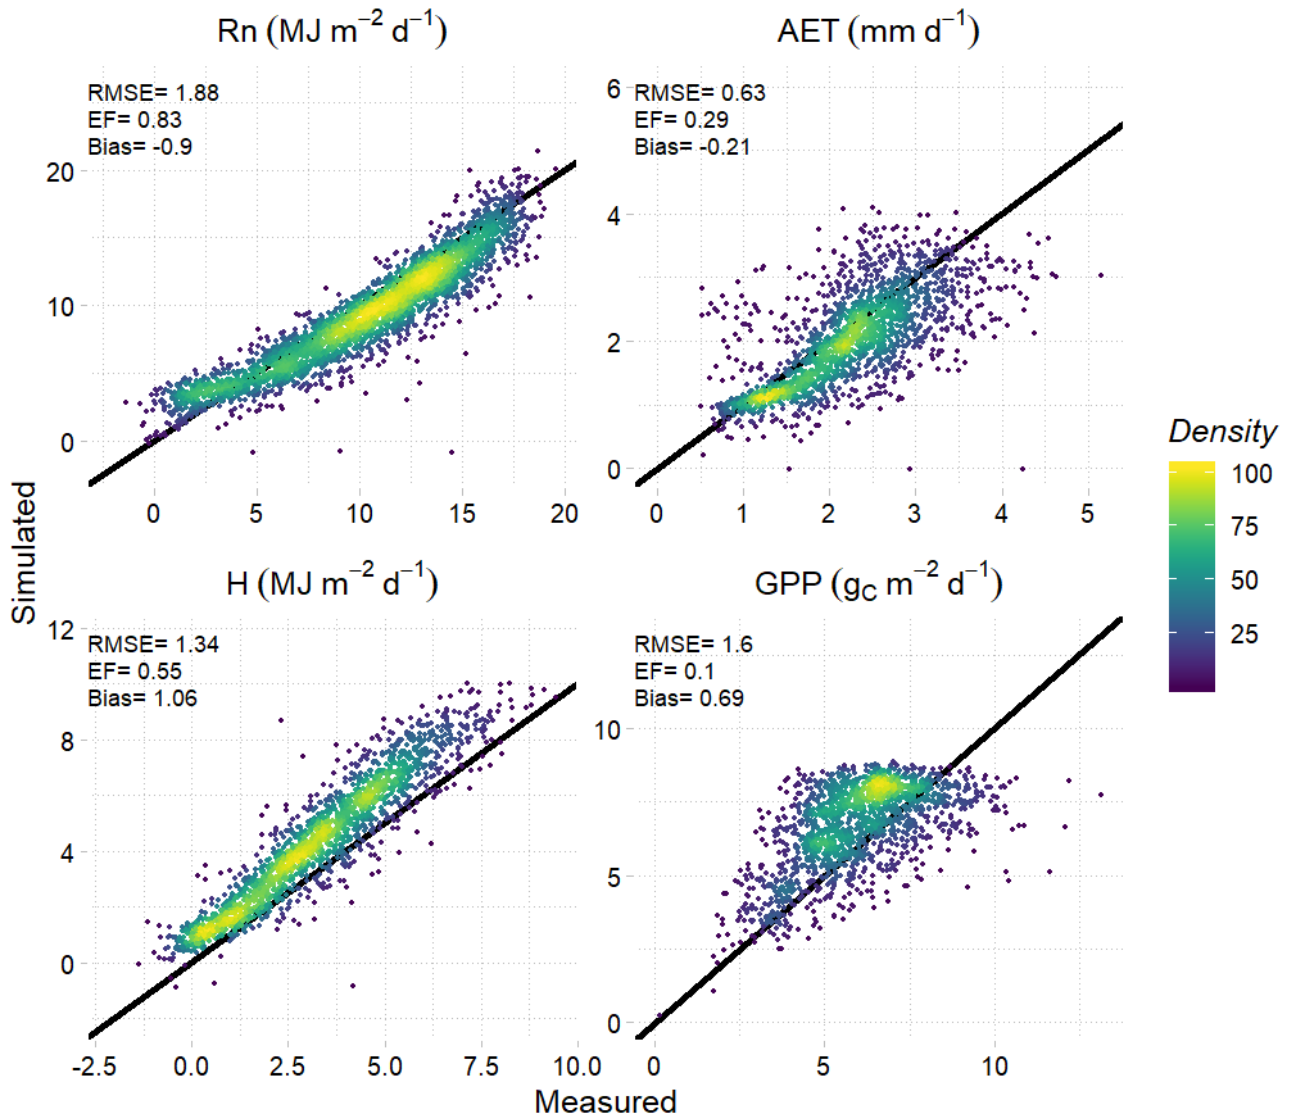 Rn (MJ m⁻² d⁻¹)
RMSE= 1.88
EF= 0.83
Bias= -0.9
20
10
0
0 5 10 15 20
AET (mm d⁻¹)
RMSE= 0.63
EF= 0.29
Bias= -0.21
6
4
2
0
0 1 2 3 4 5
H (MJ m⁻² d⁻¹)
RMSE= 1.34
EF= 0.55
Bias= 1.06
12
8
4
0
-2.5 0.0 2.5 5.0 7.5 10.0
GPP (g_C m⁻² d⁻¹)
RMSE= 1.6
EF= 0.1
Bias= 0.69
10
5
0
0 5 10
Simulated
Measured
Density
100
75
50
25